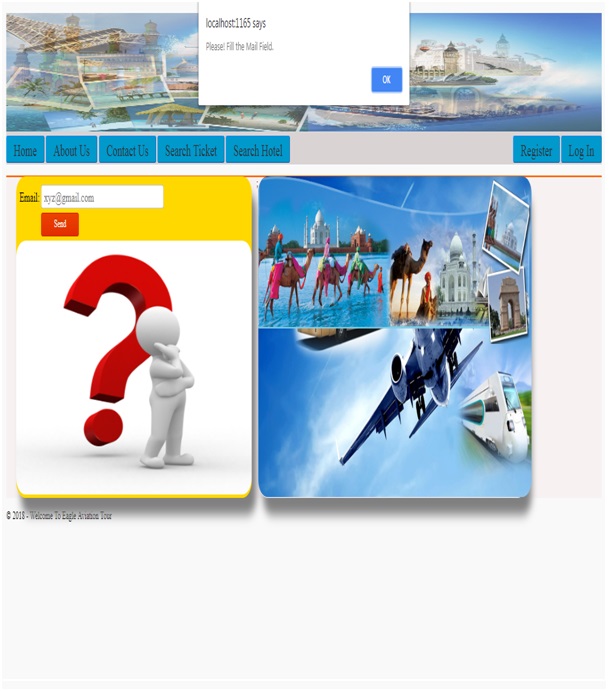 localhost:1165 says
Please! Fill the Mail Field.
OK
Home About Us Contact Us Search Ticket Search Hotel Register Log In
Email: xyz@gmail.com
Send
© 2018 - Welcome To Eagle Aviation Tour